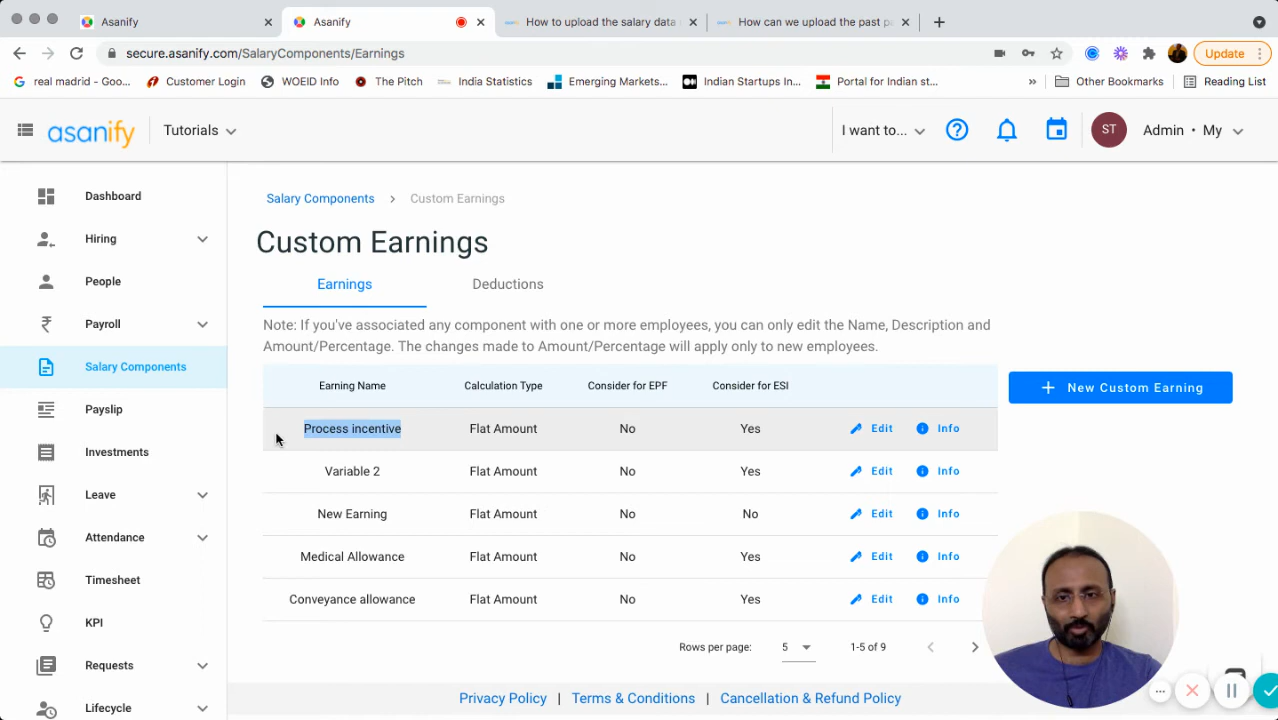 Asanify
Asanify
How to upload the salary data
How can we upload the past pa
secure.asanify.com/SalaryComponents/Earnings
Update
real madrid - Goo...
Customer Login
WOEID Info
The Pitch
India Statistics
Emerging Markets...
Indian Startups In...
Portal for Indian st...
»
Other Bookmarks
Reading List
asanify
Tutorials
I want to...
ST
Admin • My
Dashboard
Hiring
People
Payroll
Salary Components
Payslip
Investments
Leave
Attendance
Timesheet
KPI
Requests
Lifecycle
Salary Components > Custom Earnings
Custom Earnings
Earnings Deductions
Note: If you've associated any component with one or more employees, you can only edit the Name, Description and
Amount/Percentage. The changes made to Amount/Percentage will apply only to new employees.
Earning Name Calculation Type Consider for EPF Consider for ESI
+ New Custom Earning
Process incentive Flat Amount No Yes Edit Info
Variable 2 Flat Amount No Yes Edit Info
New Earning Flat Amount No No Edit Info
Medical Allowance Flat Amount No Yes Edit Info
Conveyance allowance Flat Amount No Yes Edit Info
Rows per page: 5 1-5 of 9
Privacy Policy | Terms & Conditions | Cancellation & Refund Policy